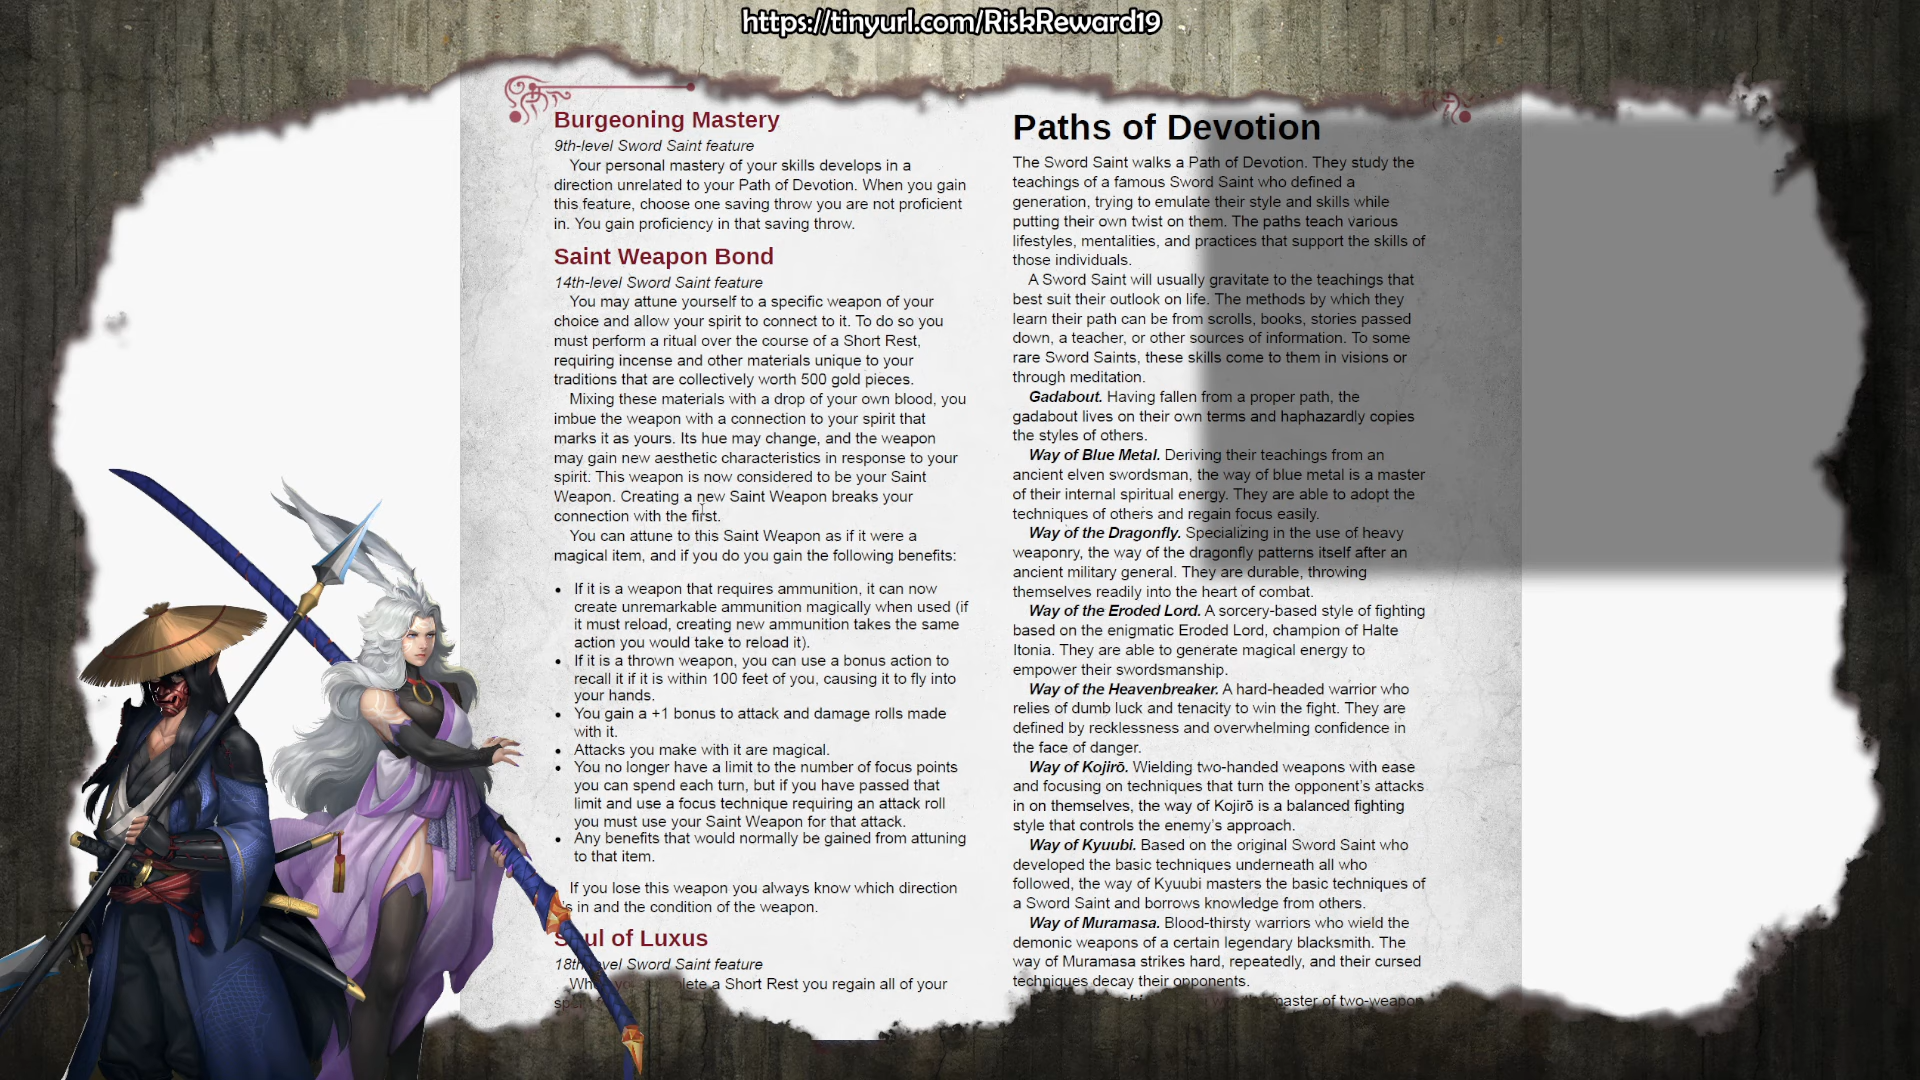 https://tinyurl.com/RiskReward19
Burgeoning Mastery
9th-level Sword Saint feature
Your personal mastery of your skills develops in a
direction unrelated to your Path of Devotion. When you gain
this feature, choose one saving throw you are not proficient
in. You gain proficiency in that saving throw.
Saint Weapon Bond
14th-level Sword Saint feature
You may attune yourself to a specific weapon of your
choice and allow your spirit to connect to it. To do so you
must perform a ritual over the course of a Short Rest,
requiring incense and other materials unique to your
traditions that are collectively worth 500 gold pieces.
Mixing these materials with a drop of your own blood, you
imbue the weapon with a connection to your spirit that
marks it as yours. Its hue may change, and the weapon
may gain new aesthetic characteristics in response to your
spirit. This weapon is now considered to be your Saint
Weapon. Creating a new Saint Weapon breaks your
connection with the first.
You can attune to this Saint Weapon as if it were a
magical item, and if you do you gain the following benefits:
• If it is a weapon that requires ammunition, it can now
create unremarkable ammunition magically when used (if
it must reload, creating new ammunition takes the same
action you would take to reload it).
• If it is a thrown weapon, you can use a bonus action to
recall it if it is within 100 feet of you, causing it to fly into
your hands.
• You gain a +1 bonus to attack and damage rolls made
with it.
• Attacks you make with it are magical.
• You no longer have a limit to the number of focus points
you can spend each turn, but if you have passed that
limit and use a focus technique requiring an attack roll
you must use your Saint Weapon for that attack.
• Any benefits that would normally be gained from attuning
to that item.
If you lose this weapon you always know which direction
in and the condition of the weapon.
of Luxus
Sword Saint feature
a Short Rest you regain all of your
Paths of Devotion
The Sword Saint walks a Path of Devotion. They study the
teachings of a famous Sword Saint who defined a
generation, trying to emulate their style and skills while
putting their own twist on them. The paths teach various
lifestyles, mentalities, and practices that support the skills of
those individuals.
A Sword Saint will usually gravitate to the teachings that
best suit their outlook on life. The methods by which they
learn their path can be from scrolls, books, stories passed
down, a teacher, or other sources of information. To some
rare Sword Saints, these skills come to them in visions or
through meditation.
Gadabout. Having fallen from a proper path, the
gadabout lives on their own terms and haphazardly copies
the styles of others.
Way of Blue Metal. Deriving their teachings from an
ancient elven swordsman, the way of blue metal is a master
of their internal spiritual energy. They are able to adopt the
techniques of others and regain focus easily.
Way of the Dragonfly. Specializing in the use of heavy
weaponry, the way of the dragonfly patterns itself after an
ancient military general. They are durable, throwing
themselves readily into the heart of combat.
Way of the Eroded Lord. A sorcery-based style of fighting
based on the enigmatic Eroded Lord, champion of Halte
Itonia. They are able to generate magical energy to
empower their swordsmanship.
Way of the Heavenbreaker. A hard-headed warrior who
relies of dumb luck and tenacity to win the fight. They are
defined by recklessness and overwhelming confidence in
the face of danger.
Way of Kojirō. Wielding two-handed weapons with ease
and focusing on techniques that turn the opponent's attacks
in on themselves, the way of Kojirō is a balanced fighting
style that controls the enemy's approach.
Way of Kyuubi. Based on the original Sword Saint who
developed the basic techniques underneath all who
followed, the way of Kyuubi masters the basic techniques of
a Sword Saint and borrows knowledge from others.
Way of Muramasa. Blood-thirsty warriors who wield the
demonic weapons of a certain legendary blacksmith. The
way of Muramasa strikes hard, repeatedly, and their cursed
techniques decay their opponents.
master of two-weapon